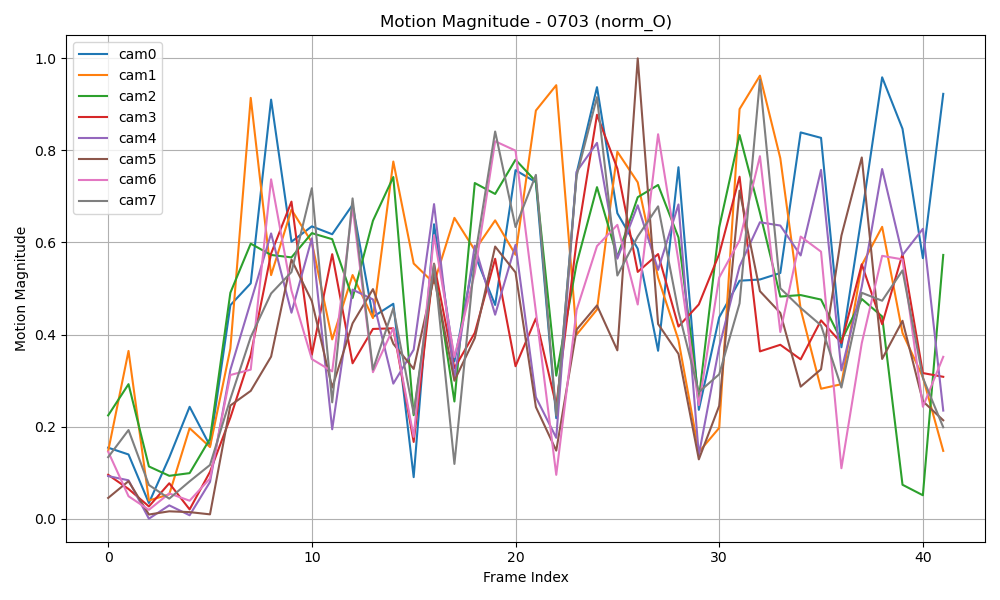 Motion Magnitude - 0703 (norm_O)
cam0
cam1
cam2
cam3
cam4
cam5
cam6
cam7
Motion Magnitude
1.0
0.8
0.6
0.4
0.2
0.0
0 10 20 30 40
Frame Index